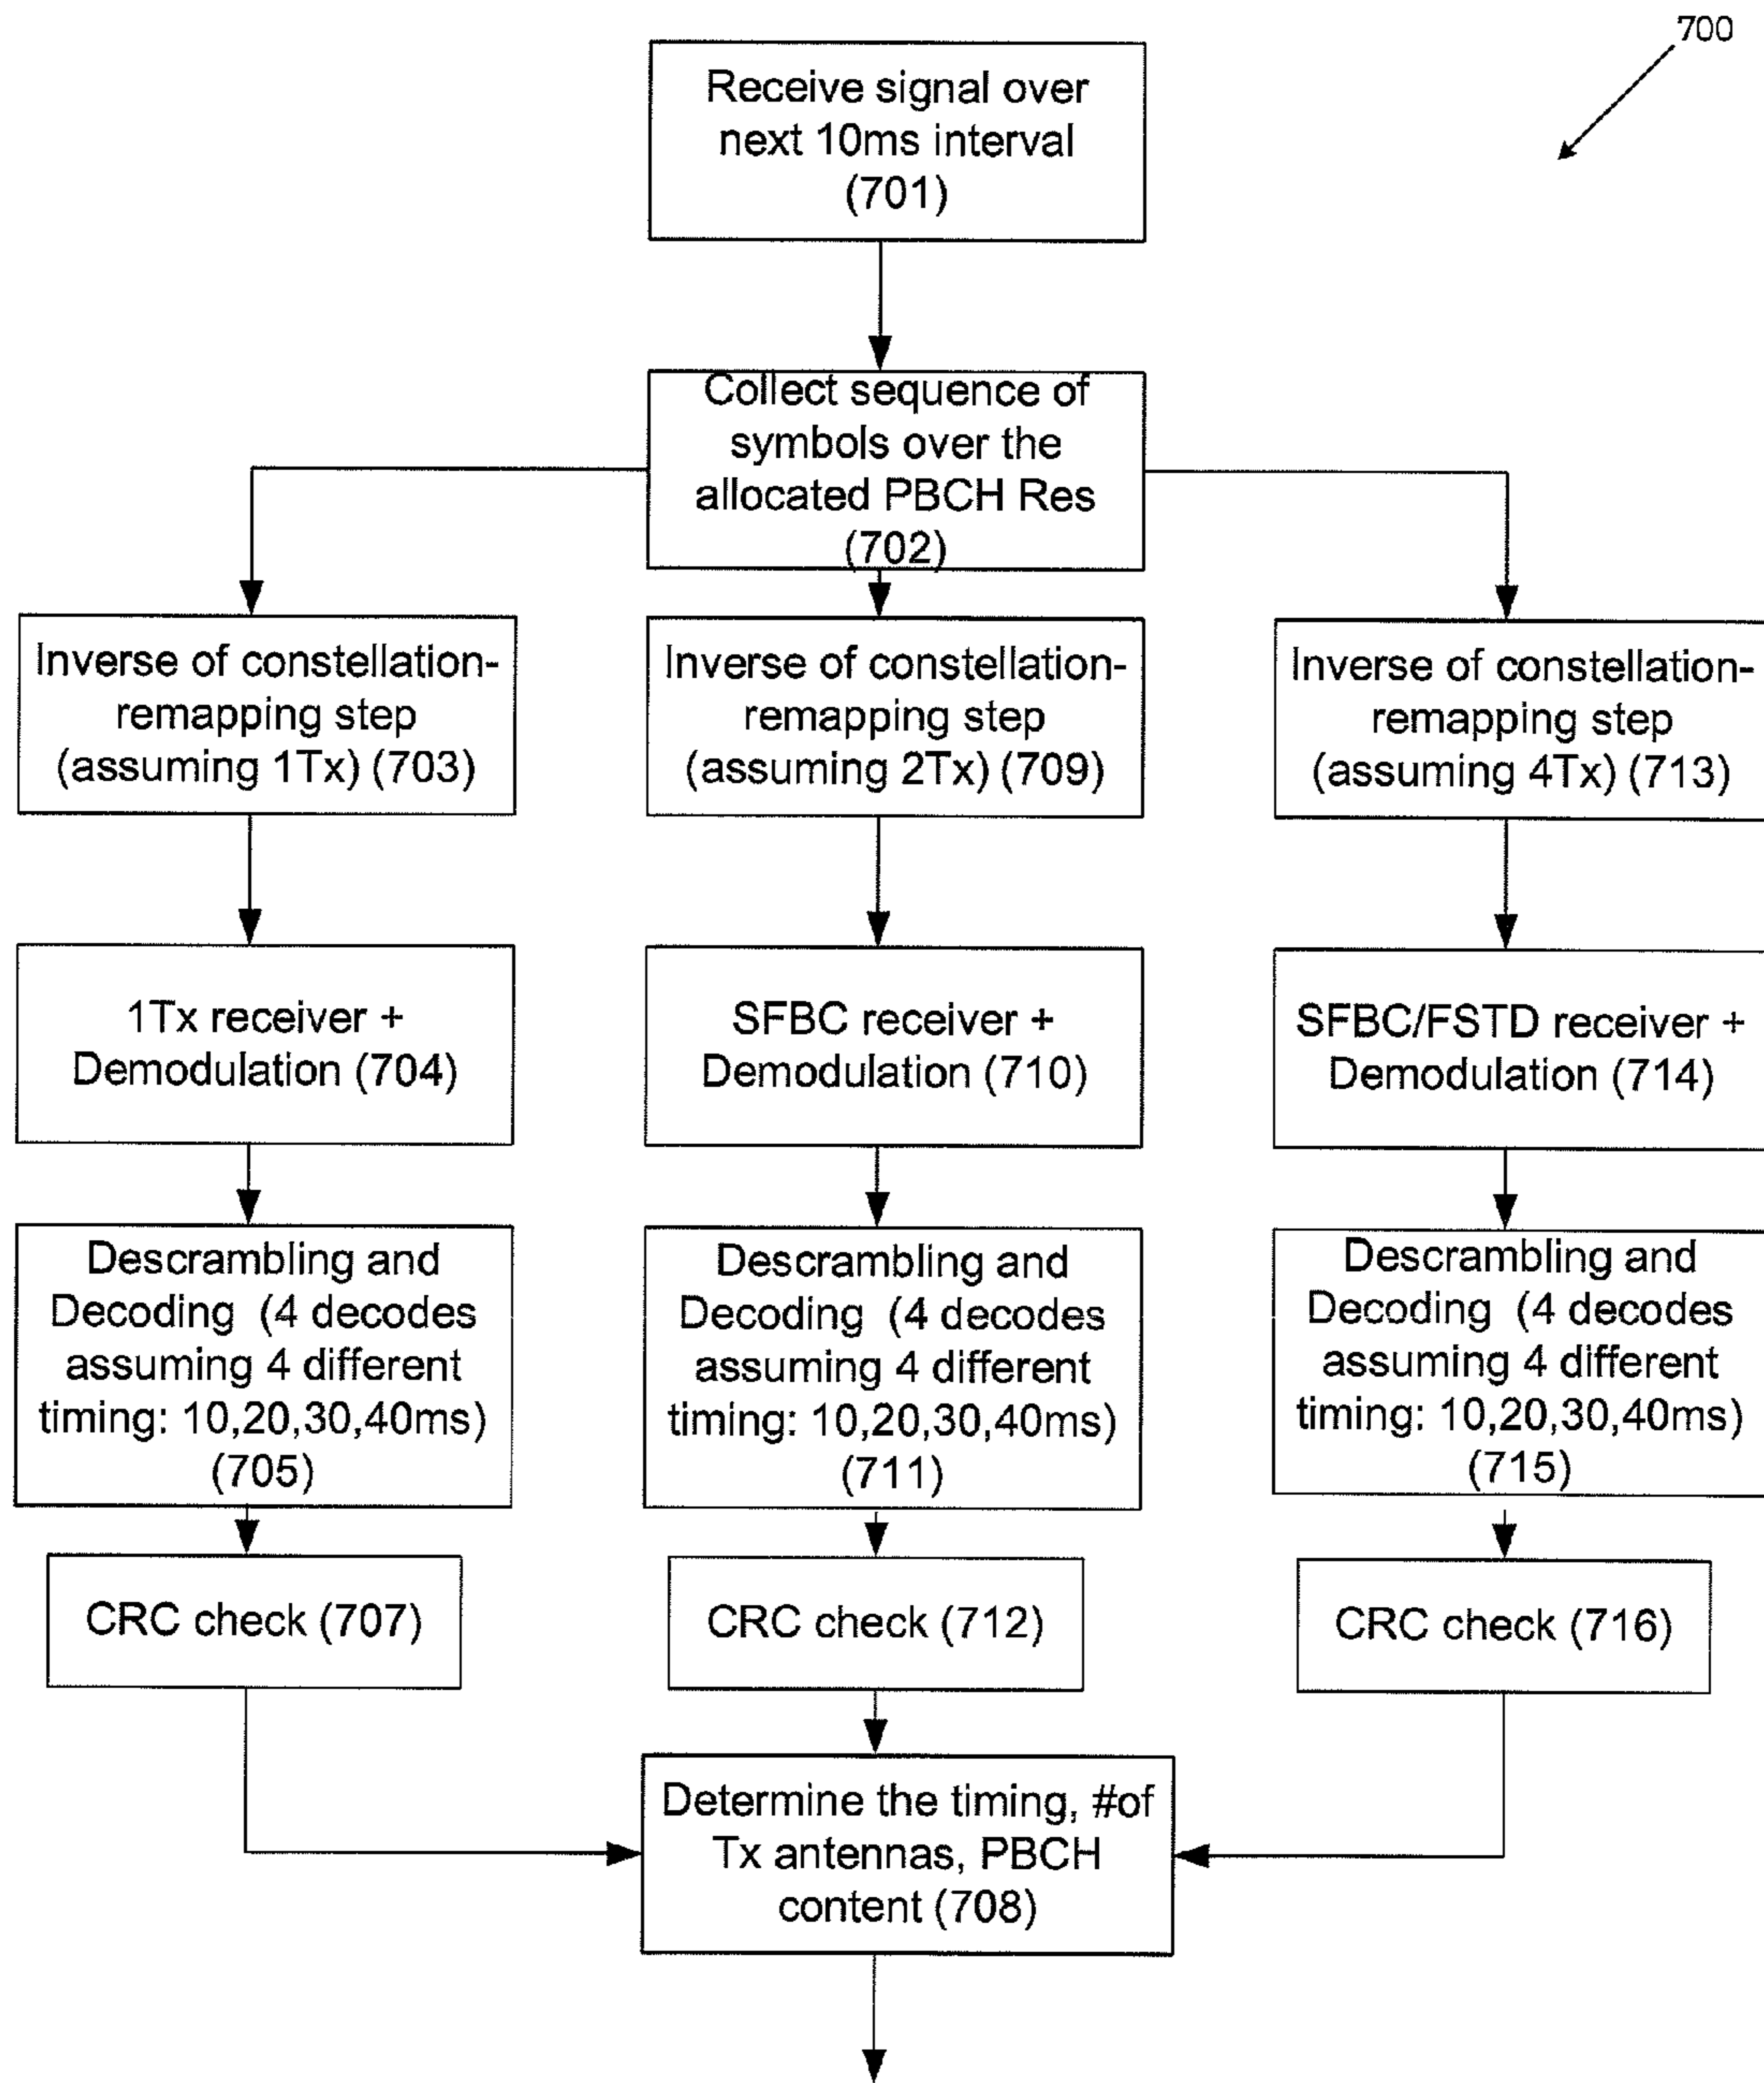 700
Receive signal over
next 10ms interval
(701)
Collect sequence of
symbols over the
allocated PBCH Res
(702)
Inverse of constellation-
remapping step
(assuming 1Tx) (703)
Inverse of constellation-
remapping step
(assuming 2Tx) (709)
Inverse of constellation-
remapping step
(assuming 4Tx) (713)
1Tx receiver +
Demodulation (704)
SFBC receiver +
Demodulation (710)
SFBC/FSTD receiver +
Demodulation (714)
Descrambling and
Decoding (4 decodes
assuming 4 different
timing: 10,20,30,40ms)
(705)
Descrambling and
Decoding (4 decodes
assuming 4 different
timing: 10,20,30,40ms)
(711)
Descrambling and
Decoding (4 decodes
assuming 4 different
timing: 10,20,30,40ms)
(715)
CRC check (707)
CRC check (712)
CRC check (716)
Determine the timing, #of
Tx antennas, PBCH
content (708)